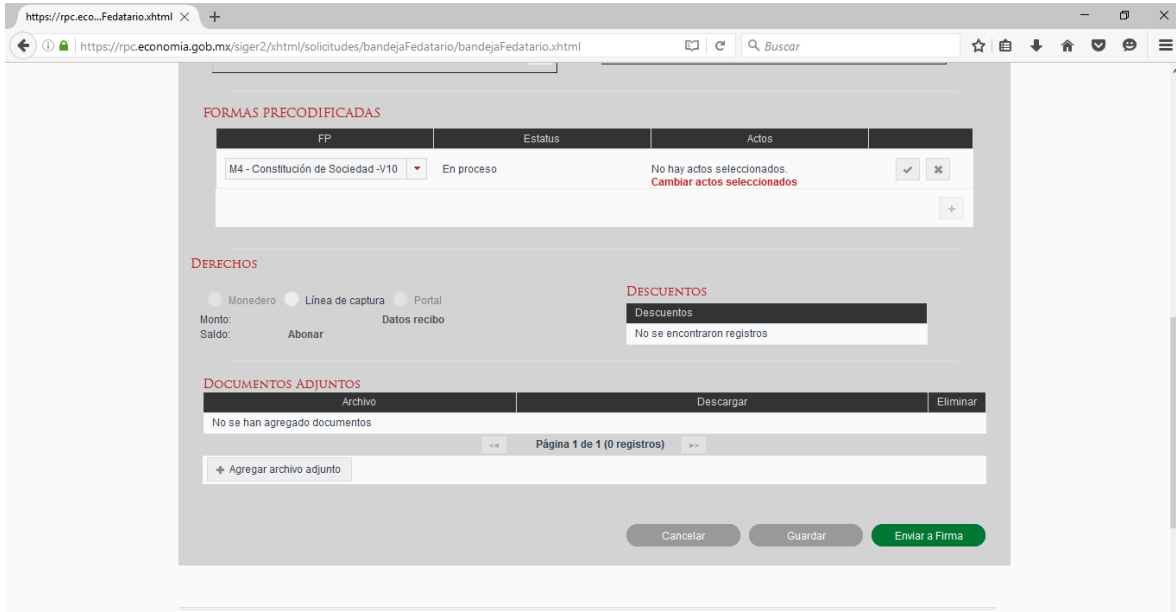 https://rpc.eco...Fedatario.xhtml
https://rpc.economia.gob.mx/siger2/xhtml/solicitudes/bandejaFedatario/bandejaFedatario.xhtml
Buscar
FORMAS PRECODIFICADAS
FP Estatus Actos
M4 - Constitución de Sociedad -V10 En proceso No hay actos seleccionados.
Cambiar actos seleccionados
DERECHOS
Monedero Línea de captura Portal
Monto: Datos recibo
Saldo: Abonar
DESCUENTOS
Descuentos
No se encontraron registros
DOCUMENTOS ADJUNTOS
Archivo Descargar Eliminar
No se han agregado documentos
Página 1 de 1 (0 registros)
Agregar archivo adjunto
Cancelar Guardar Enviar a Firma